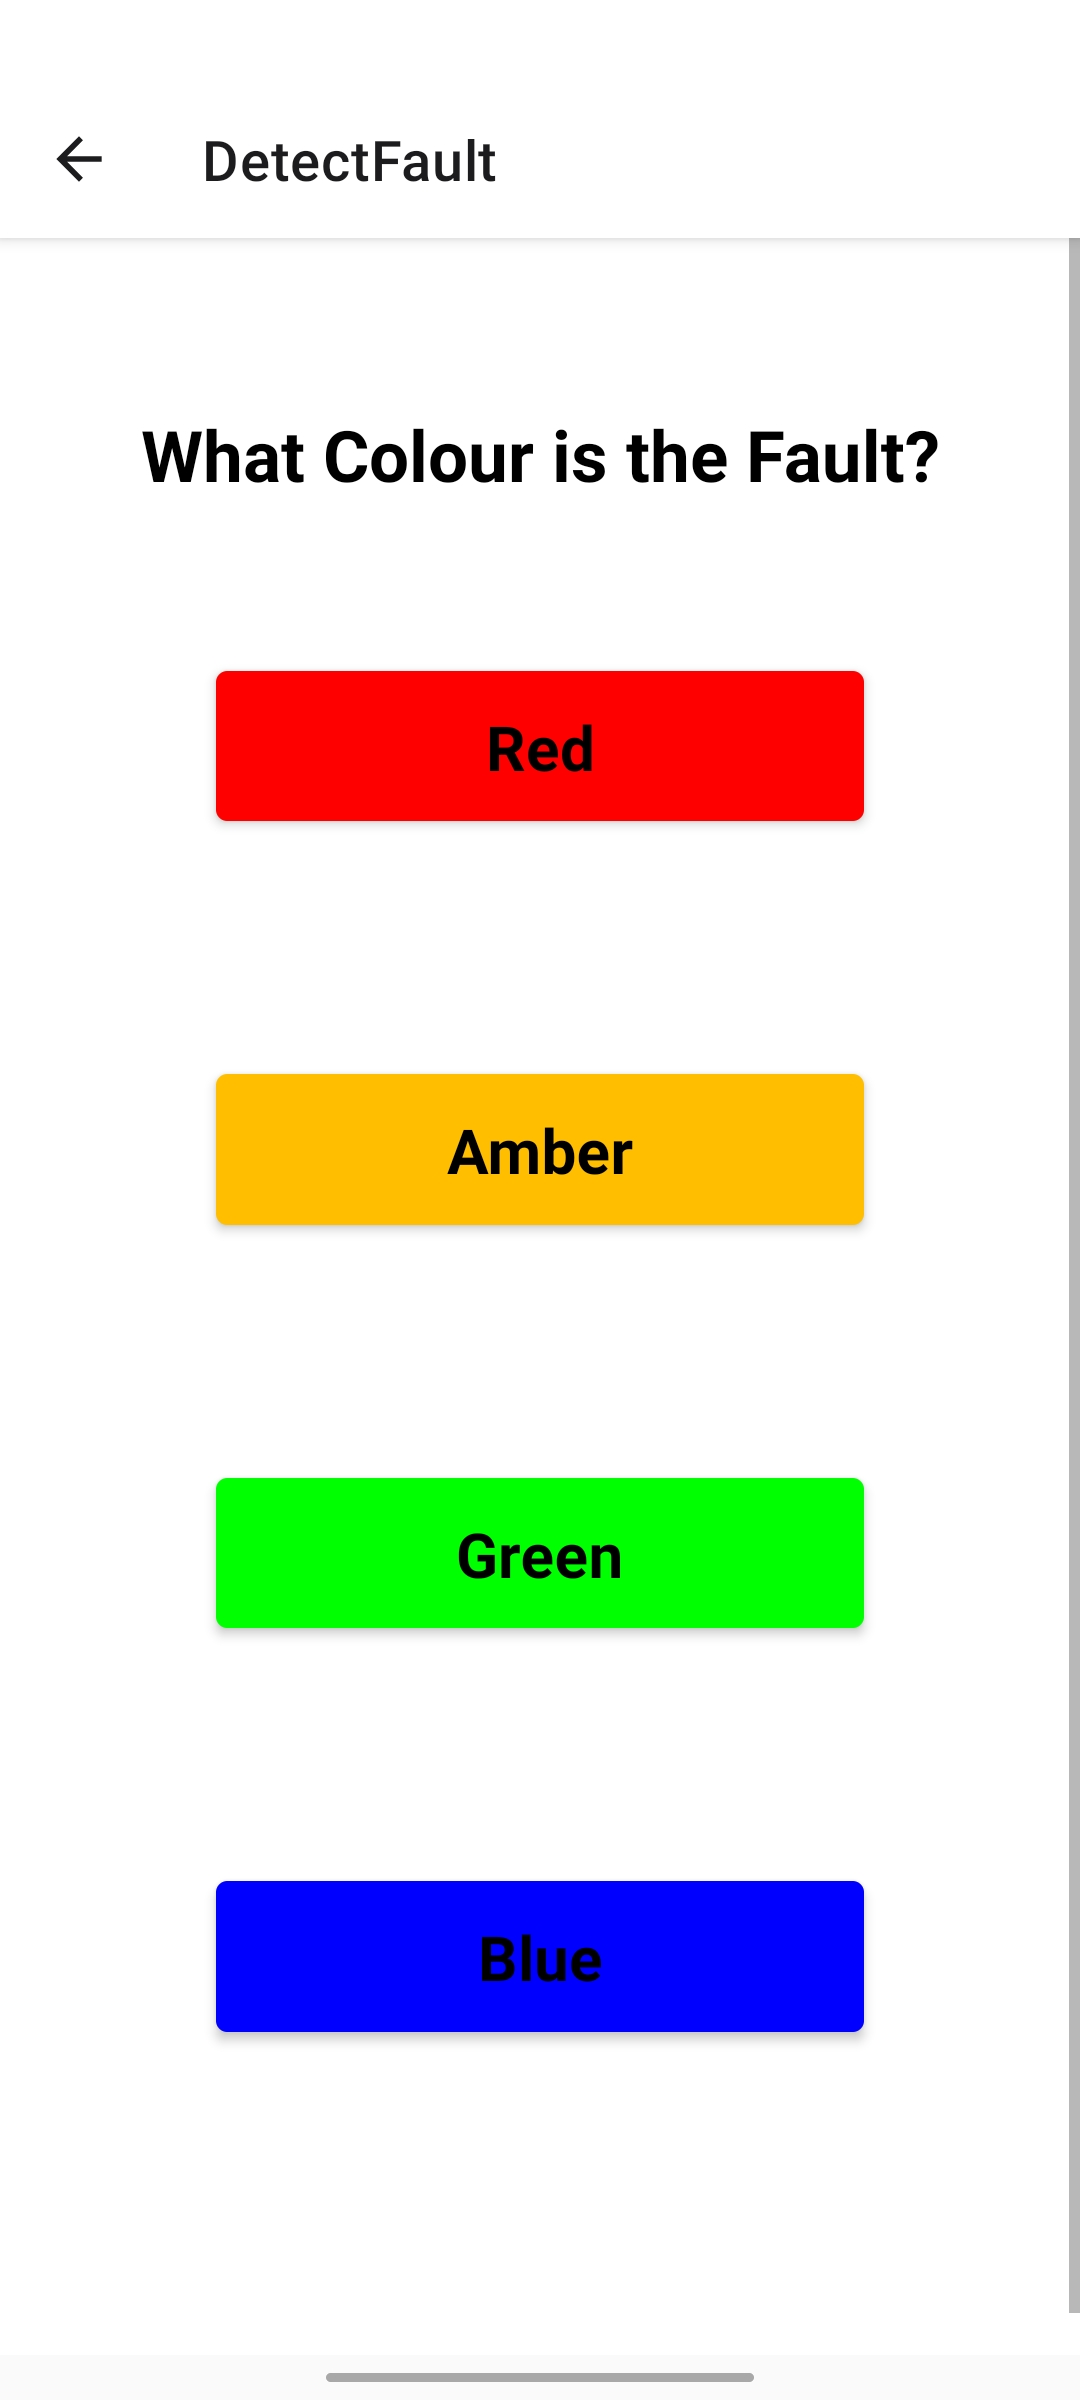 DetectFault
What Colour is the Fault?
Red
Amber
Green
Blue